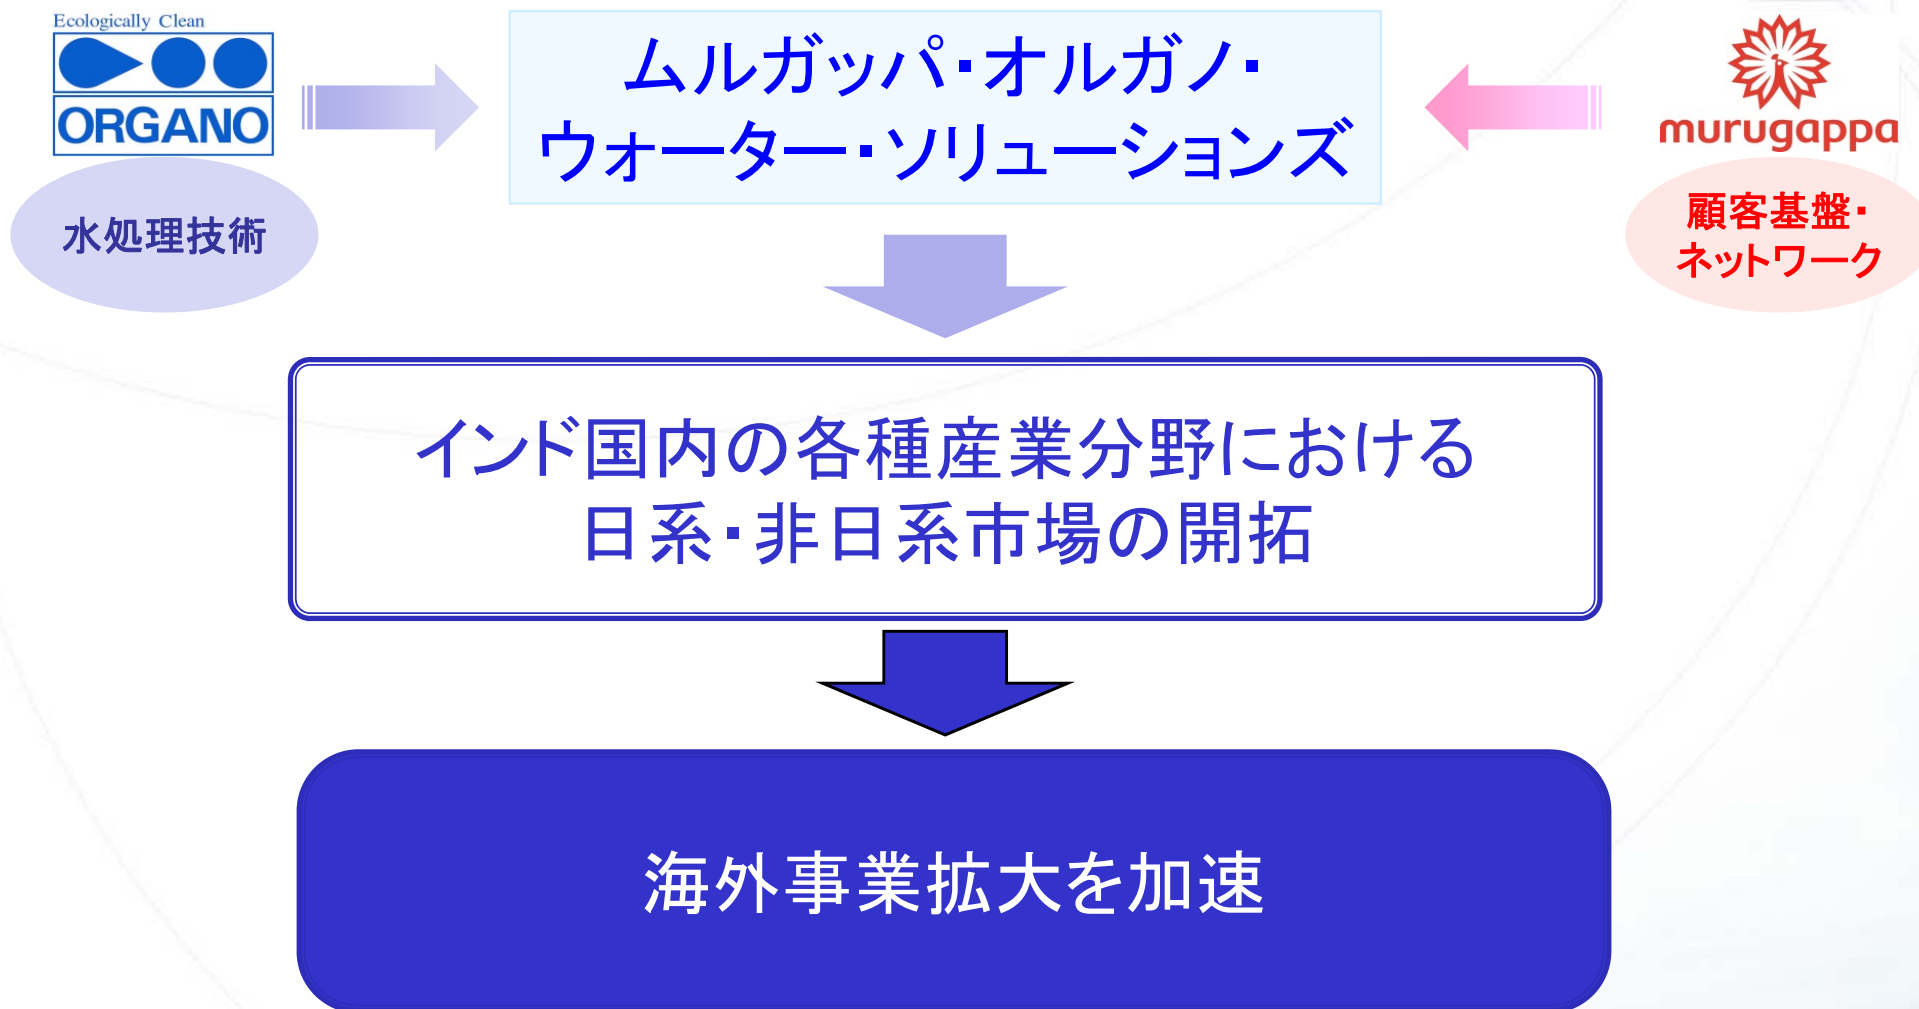 Ecologically Clean
ORGANO
水処理技術
ムルガッパ・オルガノ・
ウォーター・ソリューションズ
murugappa
顧客基盤・
ネットワーク
インド国内の各種産業分野における
日系・非日系市場の開拓
海外事業拡大を加速